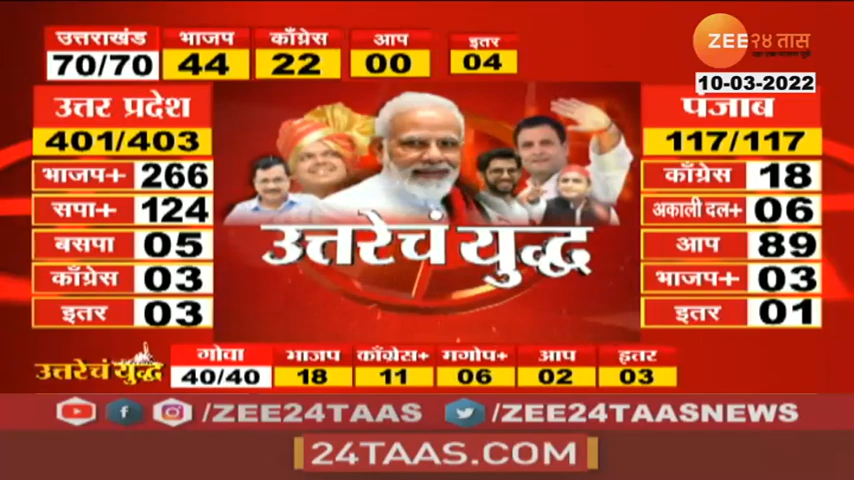 उत्तराखंड भाजप काँग्रेस आप इतर
70/70 44 22 00 04
ZEE २४ तास
10-03-2022
उत्तर प्रदेश
401/403
भाजप+ 266
सपा+ 124
बसपा 05
काँग्रेस 03
इतर 03
उत्तरेचं युद्ध
पंजाब
117/117
काँग्रेस 18
अकाली दल+ 06
आप 89
भाजप+ 03
इतर 01
उत्तरेचं युद्ध
गोवा भाजप काँग्रेस+ मगोप+ आप इतर
40/40 18 11 06 02 03
/ZEE24TAAS /ZEE24TAASNEWS
24TAAS.COM